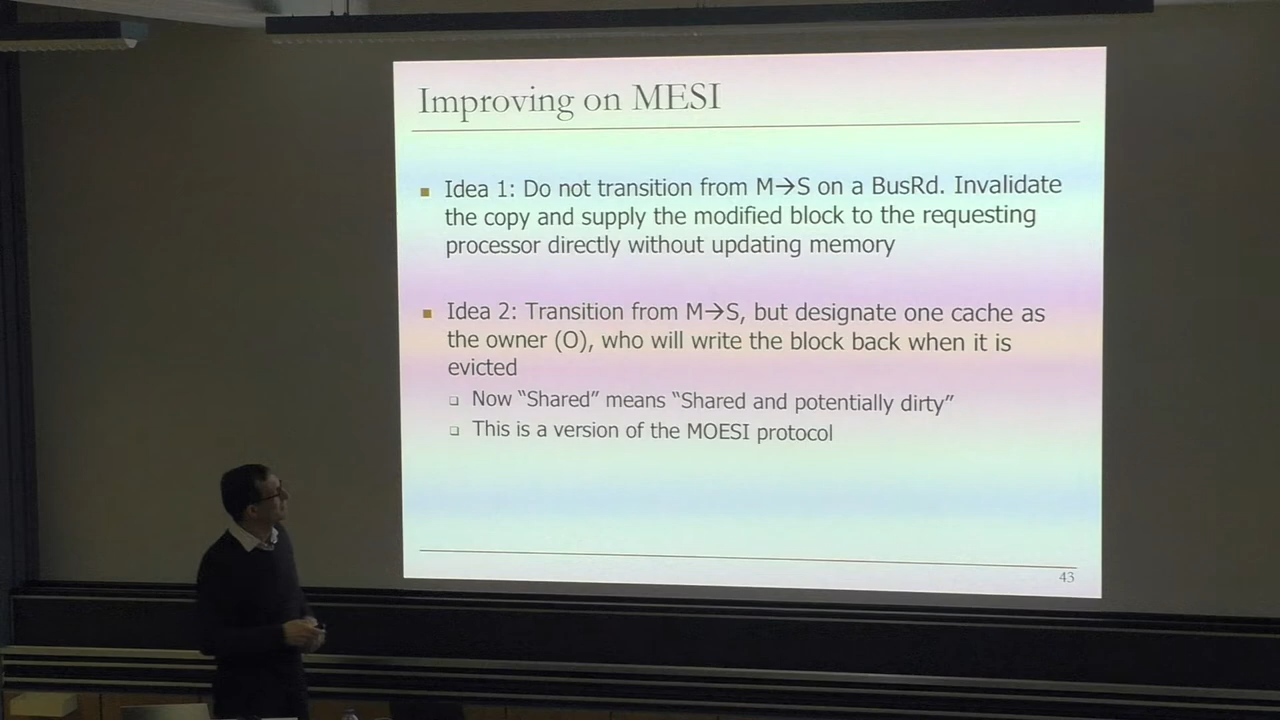 Improving on MESI
Idea 1: Do not transition from M→S on a BusRd. Invalidate
the copy and supply the modified block to the requesting
processor directly without updating memory
Idea 2: Transition from M→S, but designate one cache as
the owner (O), who will write the block back when it is
evicted
Now “Shared” means “Shared and potentially dirty”
This is a version of the MOESI protocol
43